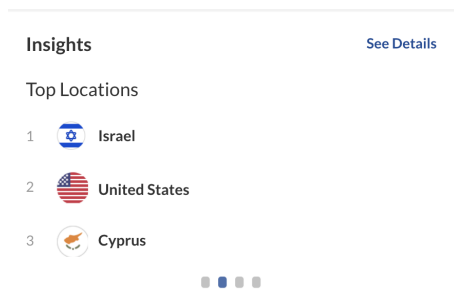 Insights
See Details
Top Locations
1 Israel
2 United States
3 Cyprus